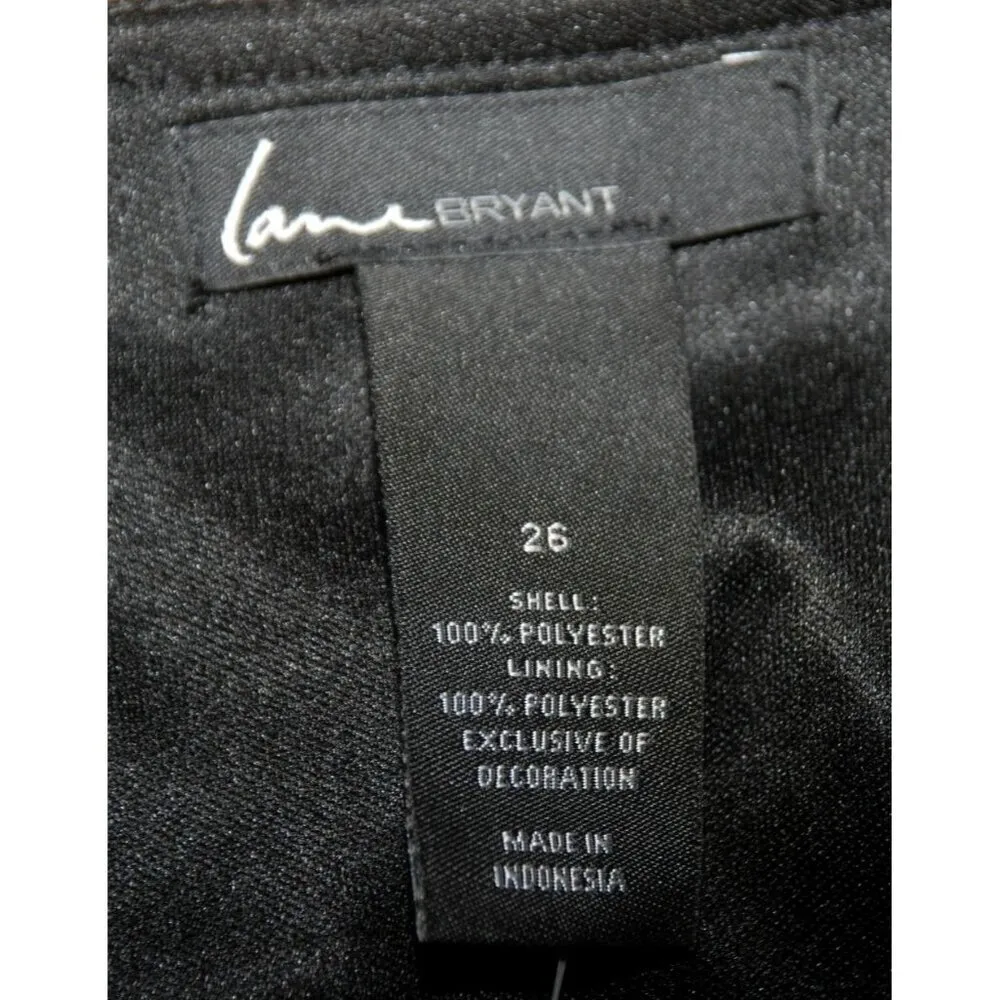 lane BRYANT
26
SHELL:
100% POLYESTER
LINING:
100% POLYESTER
EXCLUSIVE OF
DECORATION
MADE IN
INDONESIA